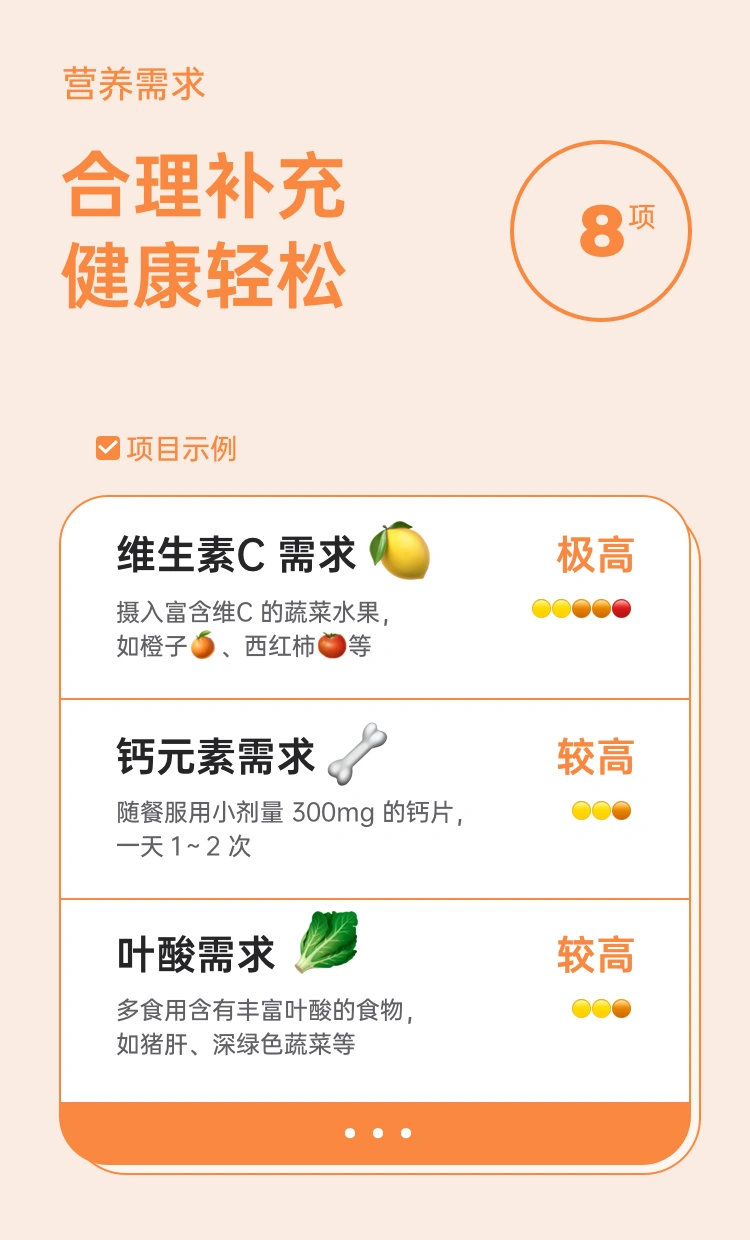 营养需求
合理补充
健康轻松
8项
项目示例
维生素C 需求
极高
摄入富含维C 的蔬菜水果，
如橙子、西红柿等
钙元素需求
较高
随餐服用小剂量 300mg 的钙片，
一天 1 ~ 2 次
叶酸需求
较高
多食用含有丰富叶酸的食物，
如猪肝、深绿色蔬菜等